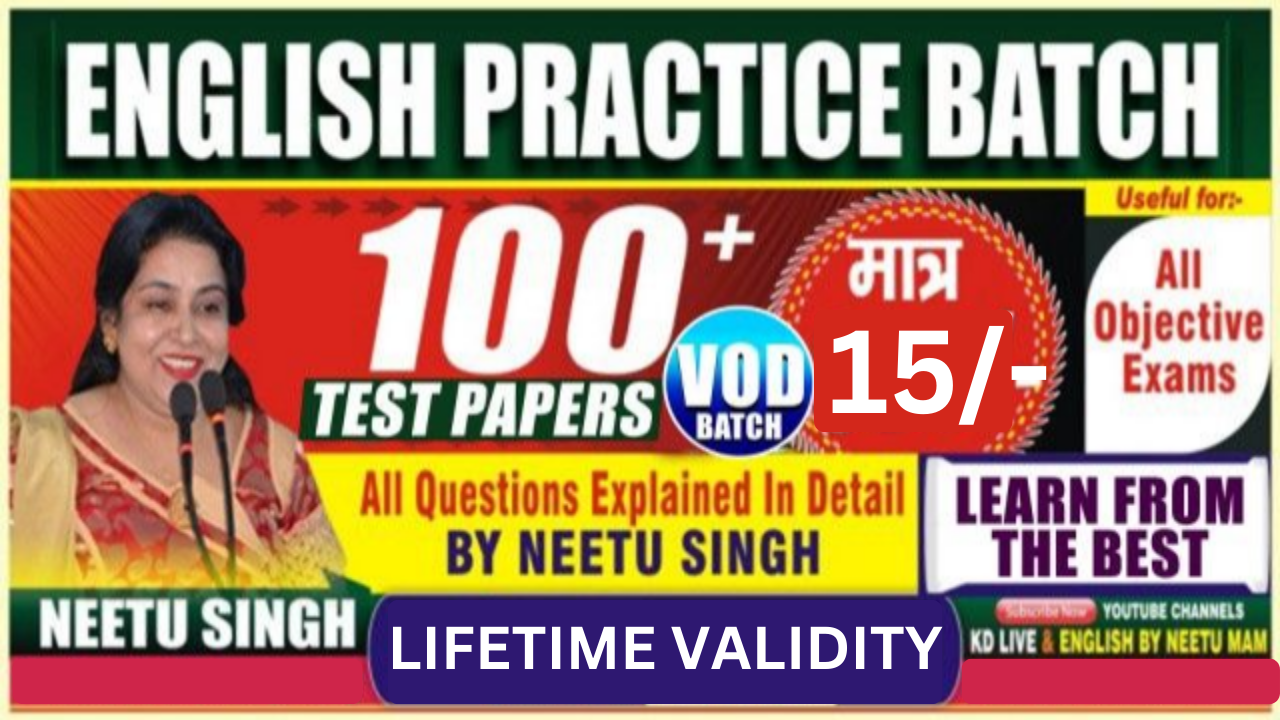 ENGLISH PRACTICE BATCH
100+
TEST PAPERS
VOD
BATCH
मात्र
15/-
Useful for:-
All
Objective
Exams
All Questions Explained In Detail
BY NEETU SINGH
LEARN FROM
THE BEST
NEETU SINGH
LIFETIME VALIDITY
Subscribe Now YOUTUBE CHANNELS
KD LIVE & ENGLISH BY NEETU MAM